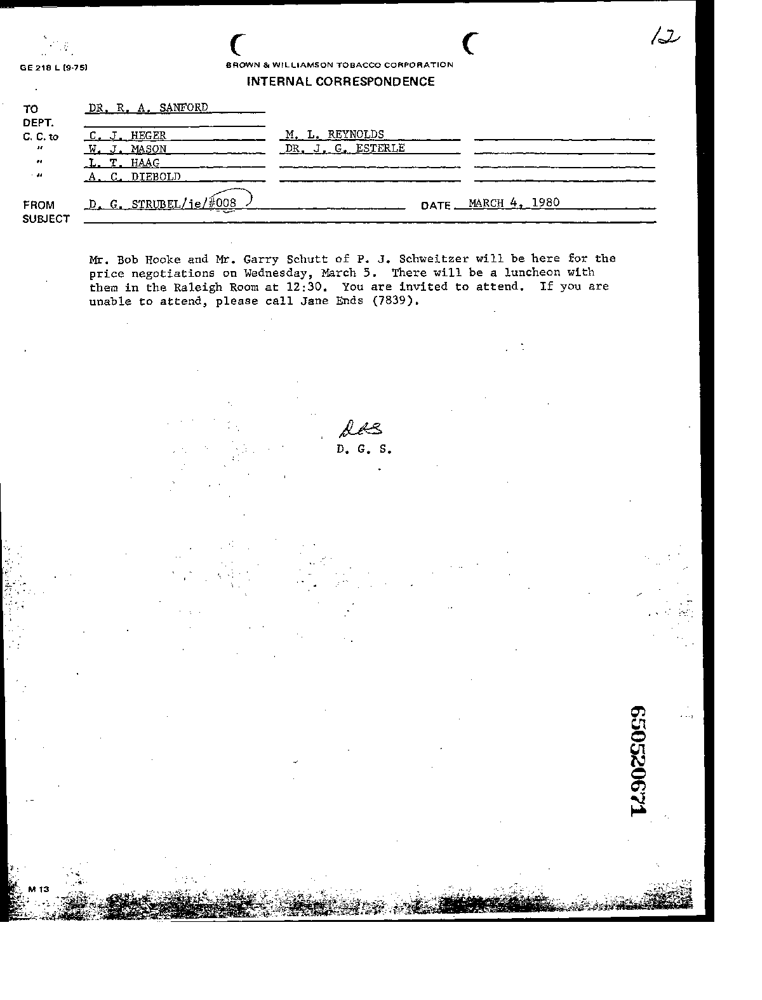 12
GE 218 L (9-75)
BROWN & WILLIAMSON TOBACCO CORPORATION
INTERNAL CORRESPONDENCE
TO DR. R. A. SANFORD
DEPT.
C. C. to C. J. HEGER M. L. REYNOLDS
" W. J. MASON DR. J. G. ESTERLE
" L. T. HAAG
" A. C. DIEBOLD
FROM D. G. STRUBEL/je/#008 DATE MARCH 4, 1980
SUBJECT
Mr. Bob Hooke and Mr. Garry Schutt of P. J. Schweitzer will be here for the
price negotiations on Wednesday, March 5. There will be a luncheon with
them in the Raleigh Room at 12:30. You are invited to attend. If you are
unable to attend, please call Jane Ends (7839).
DGS
D. G. S.
650520671
M 13